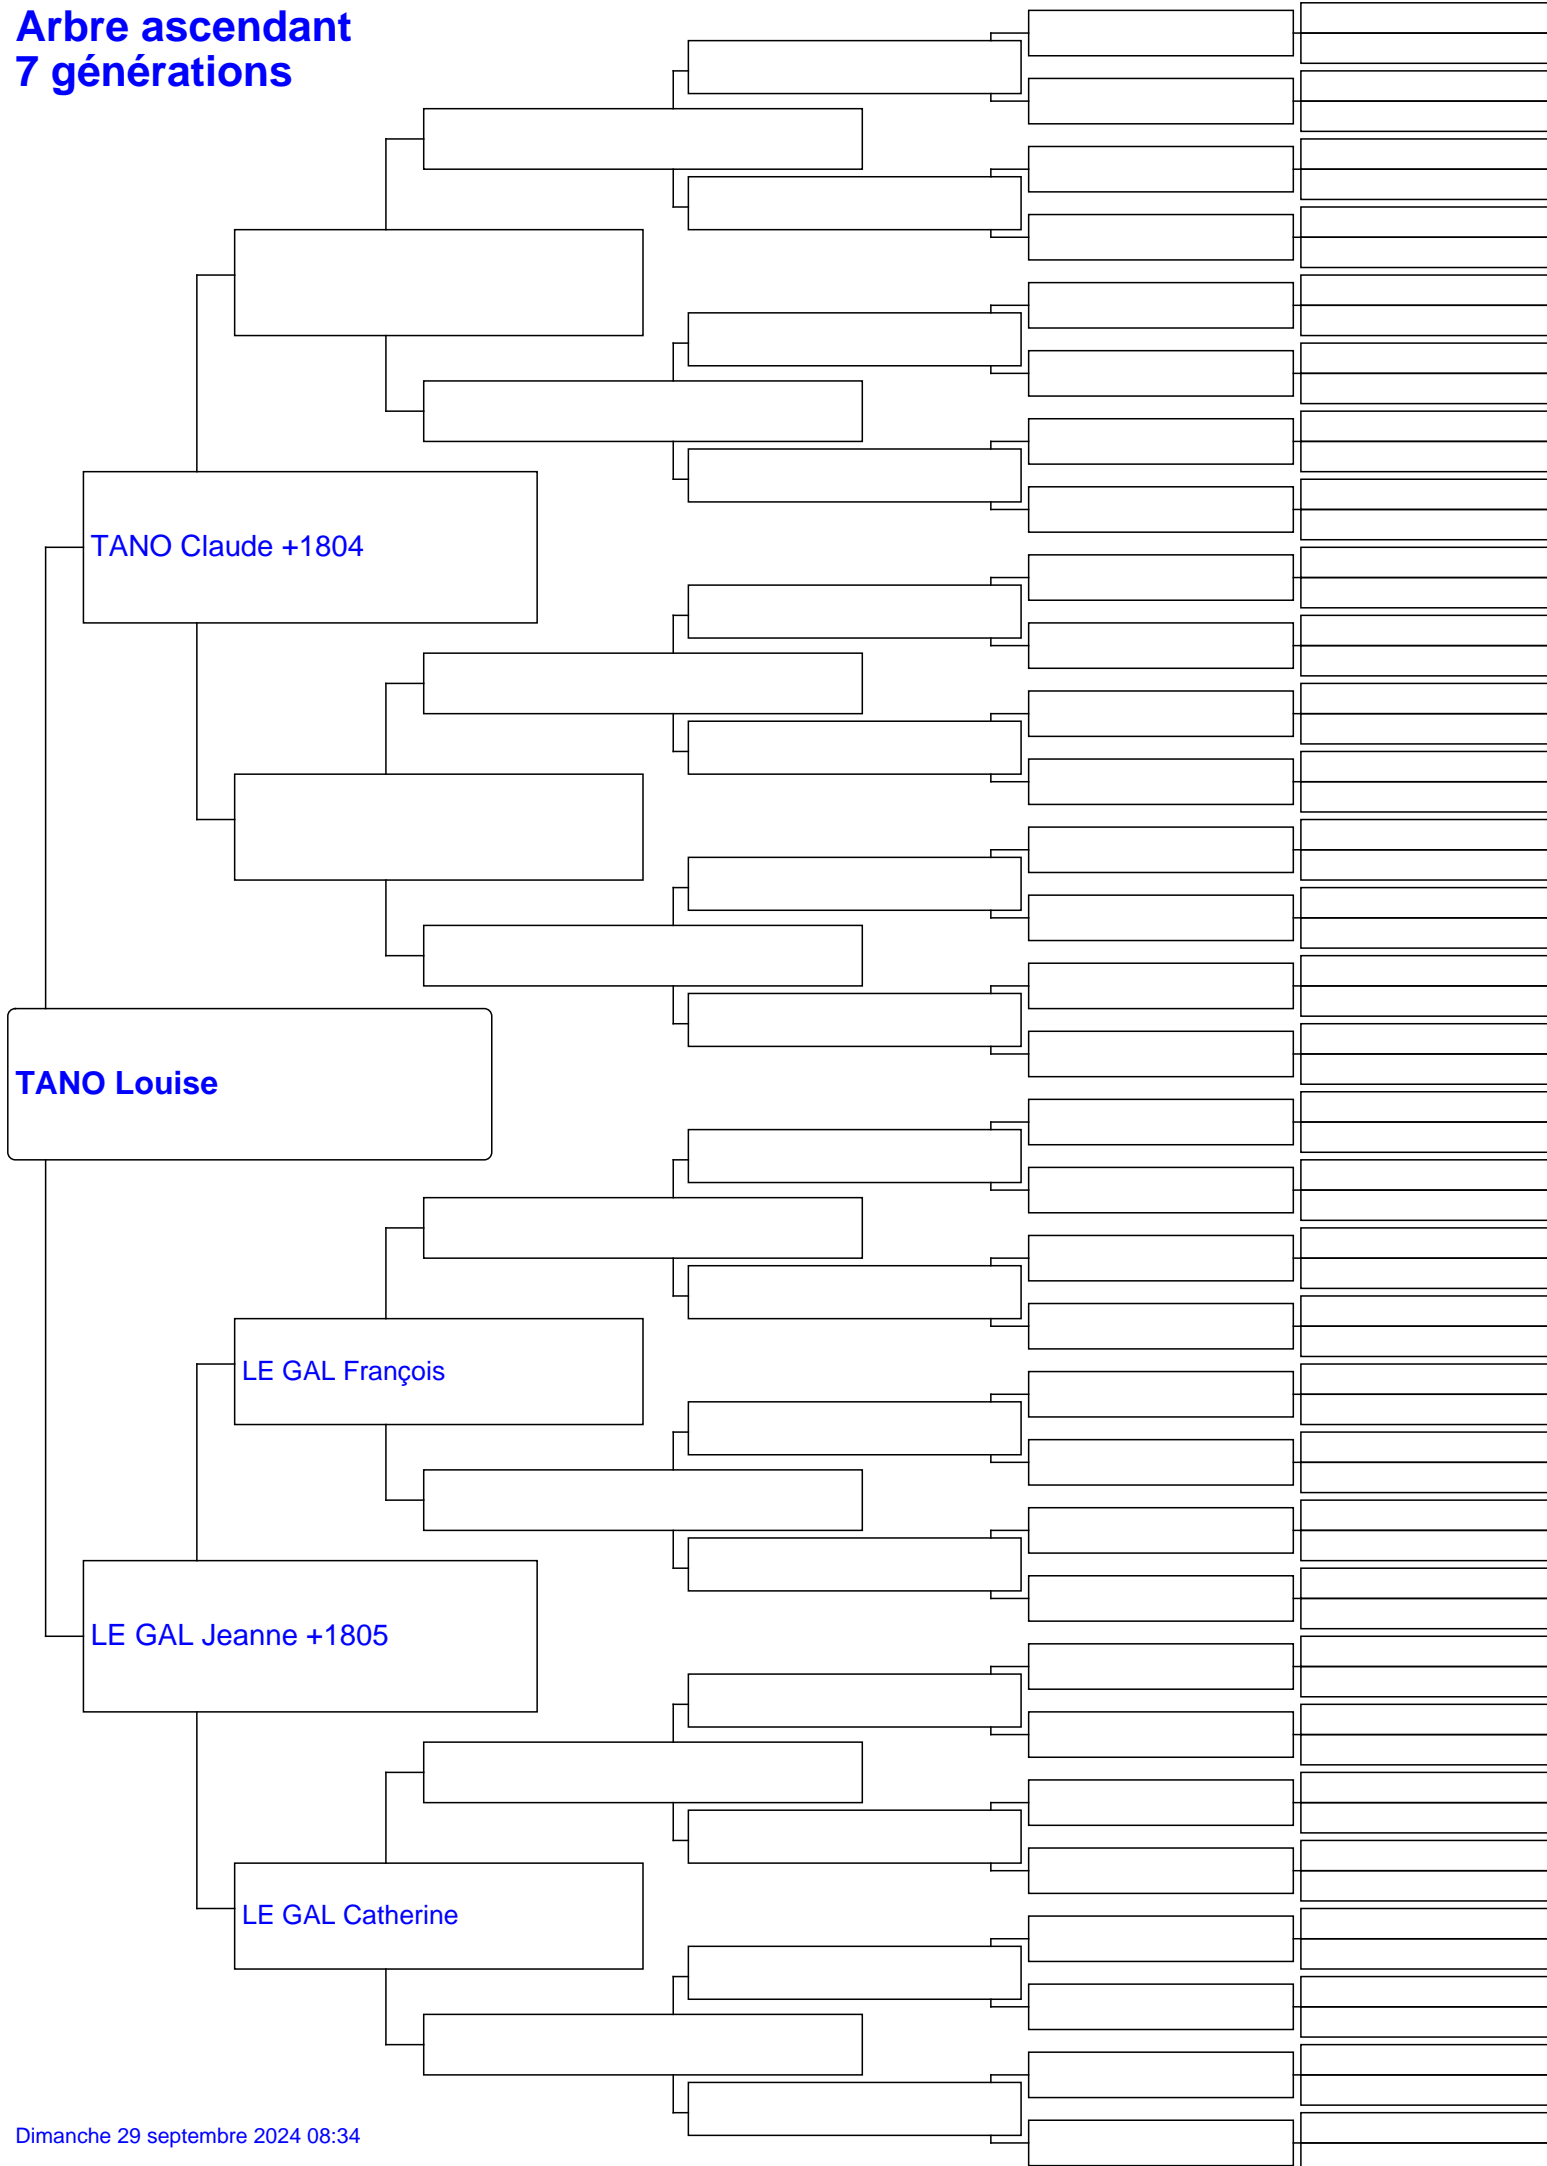 Arbre ascendant
7 générations
TANO Claude +1804
TANO Louise
LE GAL François
LE GAL Jeanne +1805
LE GAL Catherine
Dimanche 29 septembre 2024 08:34